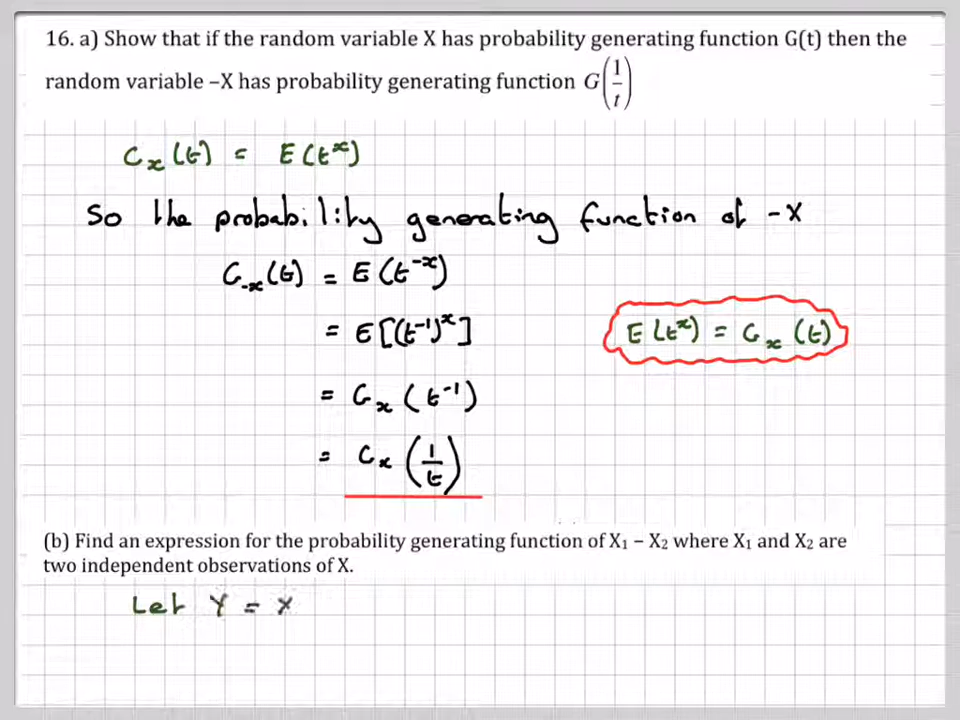 16. a) Show that if the random variable X has probability generating function G(t) then the
random variable –X has probability generating function G(1/t)
Gx(t) = E(t^x)
So the probability generating function of -X
G-x(t) = E(t^-x)
= E[(t^-1)^x]
E(t^x) = Gx(t)
= Gx(t^-1)
= Gx(1/t)
(b) Find an expression for the probability generating function of X₁ – X₂ where X₁ and X₂ are
two independent observations of X.
Let Y = X